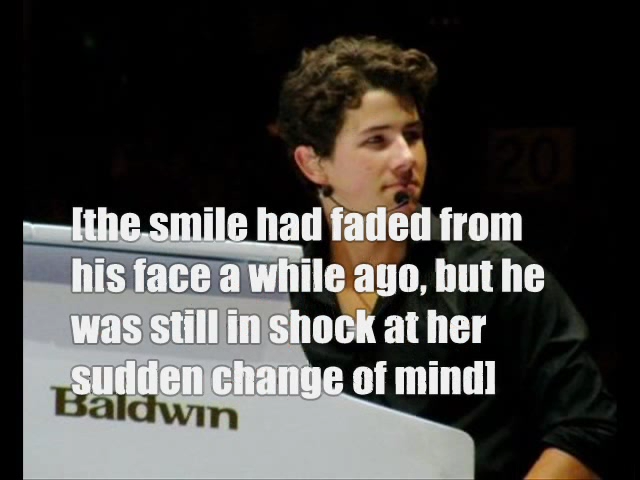 20
[the smile had faded from
his face a while ago, but he
was still in shock at her
sudden change of mind]
Baldwin